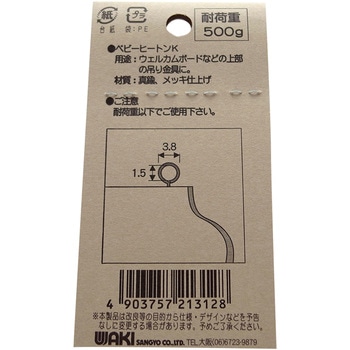 紙
プラ
台紙
袋:PE
耐荷重
500g
●ベビーヒートンK
用途:ウェルカムボードなどの上部
の吊り金具に。
材質:真鍮、メッキ仕上げ
●ご注意
耐荷重以下でご使用下さい。
3.8
1.5
4 903757 213128
※本製品は改良等の目的から仕様・デザインなどを予告
なしに変更する場合があります。予めご了承ください。
WAKI SANGYO CO.,LTD. 大阪(06)6723-9879